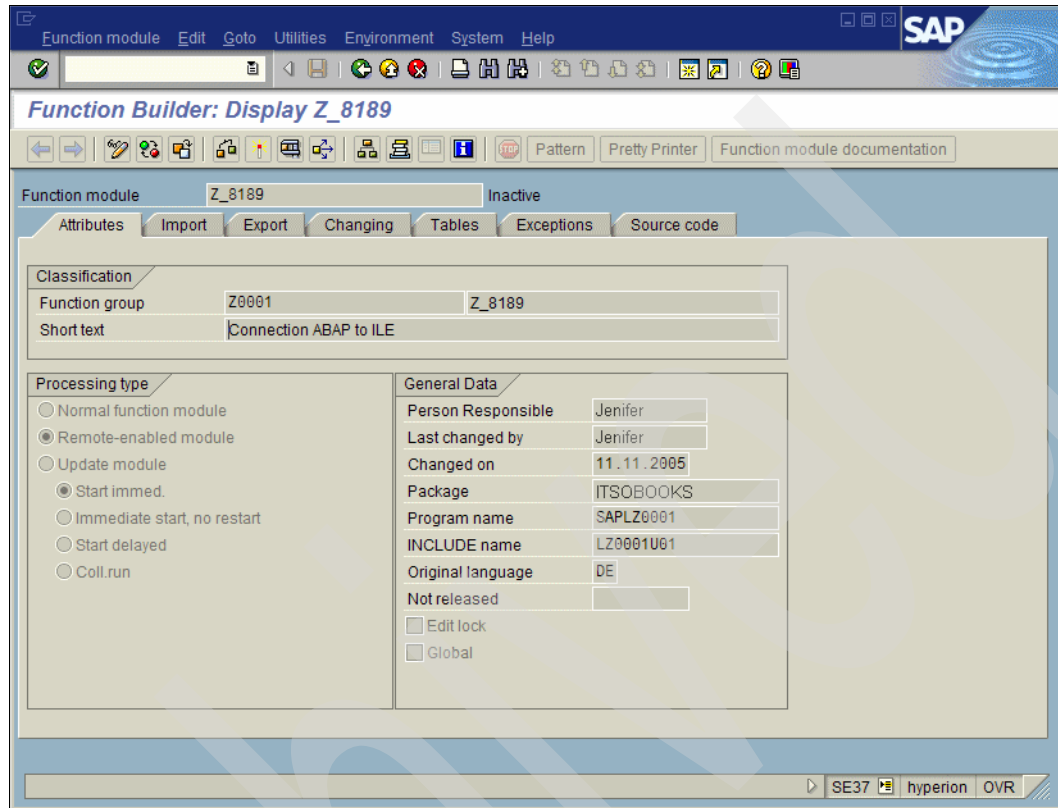 Function module Edit Goto Utilities Environment System Help
SAP
Function Builder: Display Z_8189
STOP Pattern Pretty Printer Function module documentation
Function module Z_8189 Inactive
Attributes Import Export Changing Tables Exceptions Source code
Classification
Function group Z0001 Z_8189
Short text Connection ABAP to ILE
Processing type
Normal function module
Remote-enabled module
Update module
Start immed.
Immediate start, no restart
Start delayed
Coll.run
General Data
Person Responsible Jenifer
Last changed by Jenifer
Changed on 11.11.2005
Package ITSOBOOKS
Program name SAPLZ0001
INCLUDE name LZ0001U01
Original language DE
Not released
Edit lock
Global
SE37 hyperion OVR